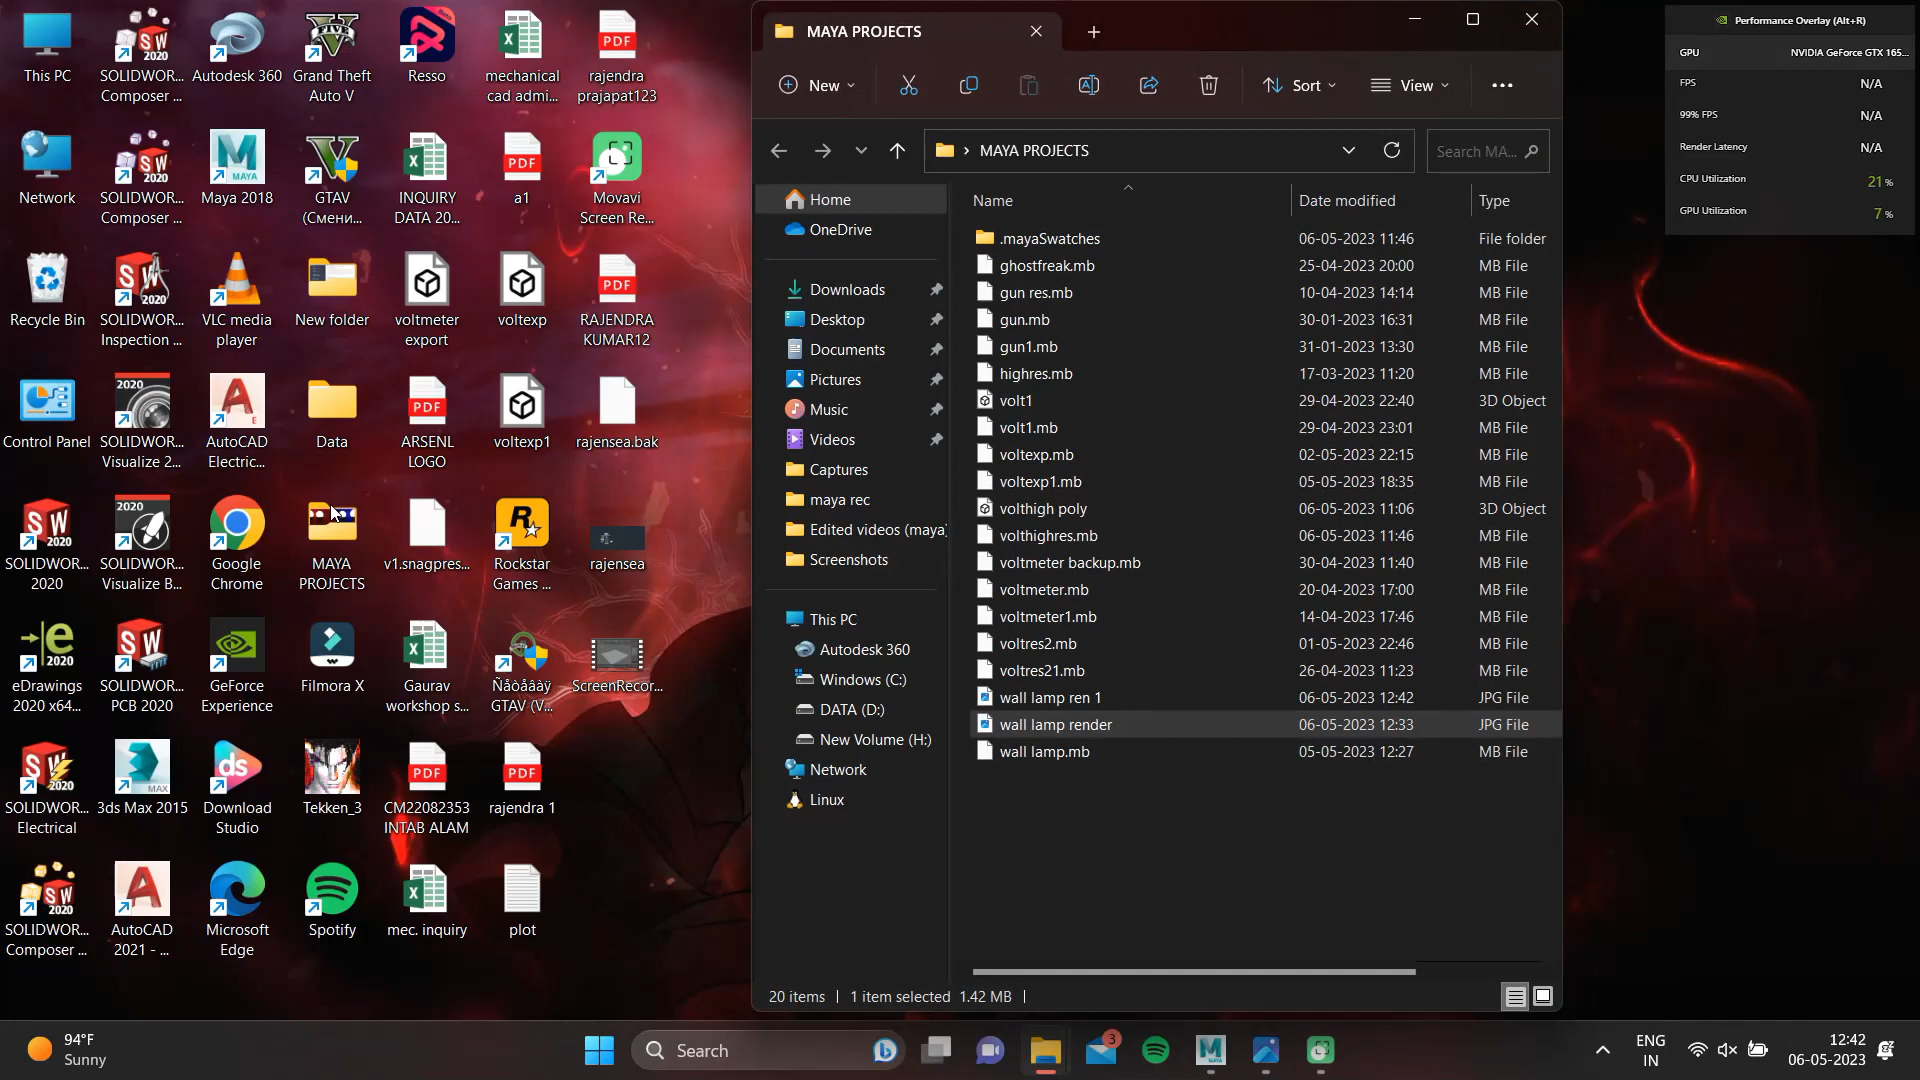 This PC
SOLIDWOR...
Composer ...
Autodesk 360
Grand Theft
Auto V
Resso
mechanical
cad admi...
rajendra
prajapat123
Network
SOLIDWOR...
Composer ...
Maya 2018
GTAV
(Смени...
INQUIRY
DATA 20...
a1
Movavi
Screen Re...
Recycle Bin
SOLIDWOR...
Inspection ...
VLC media
player
New folder
voltmeter
export
voltexp
RAJENDRA
KUMAR12
Control Panel
SOLIDWOR...
Visualize 2...
AutoCAD
Electric...
Data
ARSENL
LOGO
voltexp1
rajensea.bak
SOLIDWOR...
2020
SOLIDWOR...
Visualize B...
Google
Chrome
MAYA
PROJECTS
v1.snagpres...
Rockstar
Games ...
rajensea
eDrawings
2020 x64...
SOLIDWOR...
PCB 2020
GeForce
Experience
Filmora X
Gaurav
workshop s...
Ñåòåâàÿ
GTAV (V...
ScreenRecor...
SOLIDWOR...
Electrical
3ds Max 2015
Download
Studio
Tekken_3
CM22082353
INTAB ALAM
rajendra 1
SOLIDWOR...
Composer ...
AutoCAD
2021 - ...
Microsoft
Edge
Spotify
mec. inquiry
plot
MAYA PROJECTS
New
Sort
View
MAYA PROJECTS
Search MA...
Home
OneDrive
Downloads
Desktop
Documents
Pictures
Music
Videos
Captures
maya rec
Edited videos (maya)
Screenshots
This PC
Autodesk 360
Windows (C:)
DATA (D:)
New Volume (H:)
Network
Linux
Name Date modified Type
.mayaSwatches 06-05-2023 11:46 File folder
ghostfreak.mb 25-04-2023 20:00 MB File
gun res.mb 10-04-2023 14:14 MB File
gun.mb 30-01-2023 16:31 MB File
gun1.mb 31-01-2023 13:30 MB File
highres.mb 17-03-2023 11:20 MB File
volt1 29-04-2023 22:40 3D Object
volt1.mb 29-04-2023 23:01 MB File
voltexp.mb 02-05-2023 22:15 MB File
voltexp1.mb 05-05-2023 18:35 MB File
volthigh poly 06-05-2023 11:06 3D Object
volthighres.mb 06-05-2023 11:46 MB File
voltmeter backup.mb 30-04-2023 11:40 MB File
voltmeter.mb 20-04-2023 17:00 MB File
voltmeter1.mb 14-04-2023 17:46 MB File
voltres2.mb 01-05-2023 22:46 MB File
voltres21.mb 26-04-2023 11:23 MB File
wall lamp ren 1 06-05-2023 12:42 JPG File
wall lamp render 06-05-2023 12:33 JPG File
wall lamp.mb 05-05-2023 12:27 MB File
20 items 1 item selected 1.42 MB
Performance Overlay (Alt+R)
GPU NVIDIA GeForce GTX 165...
FPS N/A
99% FPS N/A
Render Latency N/A
CPU Utilization 21 %
GPU Utilization 7 %
94°F
Sunny
Search
3
ENG
IN
12:42
06-05-2023